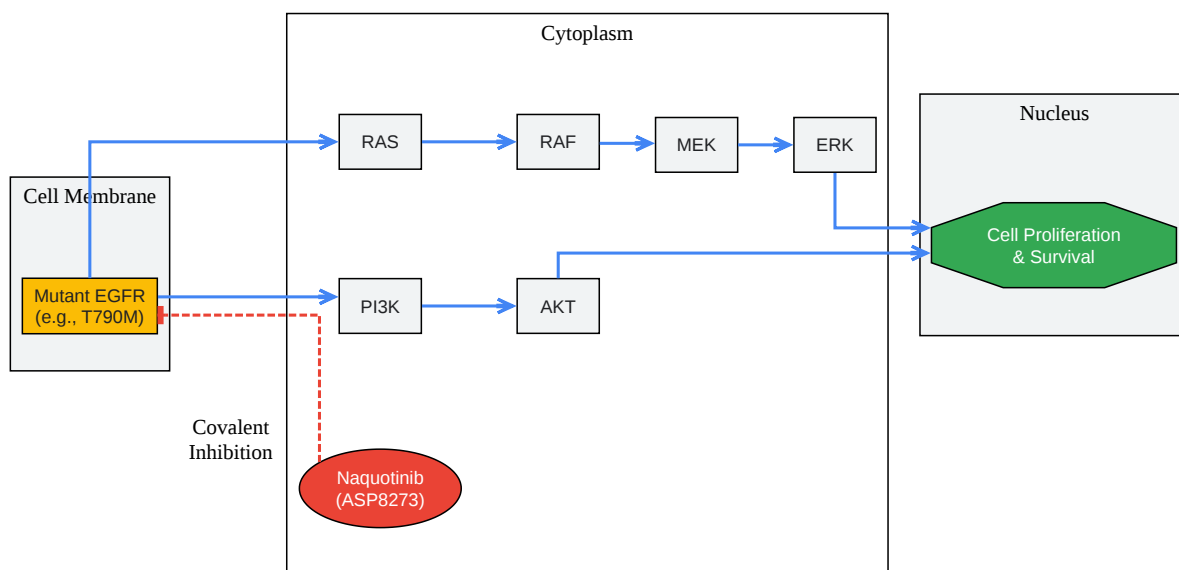 Cytoplasm
Nucleus
Cell Membrane
RAS
RAF
MEK
ERK
Mutant EGFR
(e.g., T790M)
PI3K
AKT
Cell Proliferation
& Survival
Covalent
Inhibition
Naquotinib
(ASP8273)